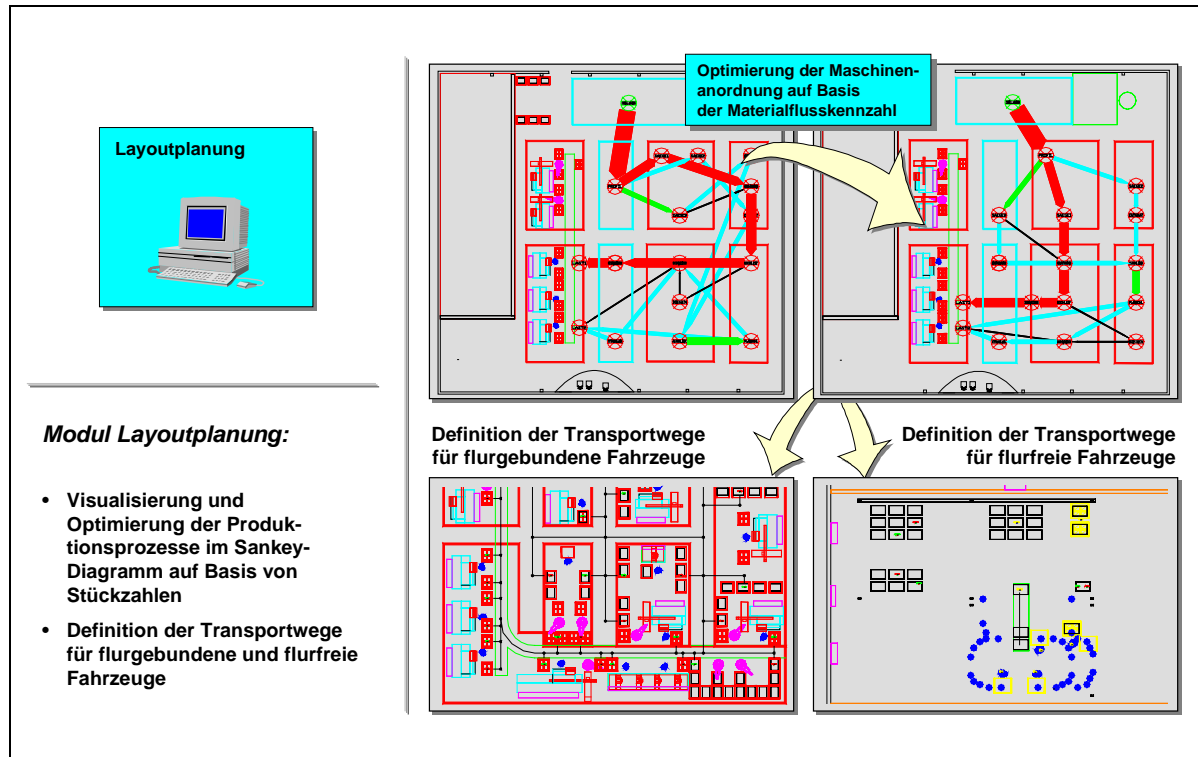 Layoutplanung
Modul Layoutplanung:
• Visualisierung und
Optimierung der Produk-
tionsprozesse im Sankey-
Diagramm auf Basis von
Stückzahlen
• Definition der Transportwege
für flurgebundene und flurfreie
Fahrzeuge
Optimierung der Maschinen-
anordnung auf Basis
der Materialflusskennzahl
Definition der Transportwege
für flurgebundene Fahrzeuge
Definition der Transportwege
für flurfreie Fahrzeuge